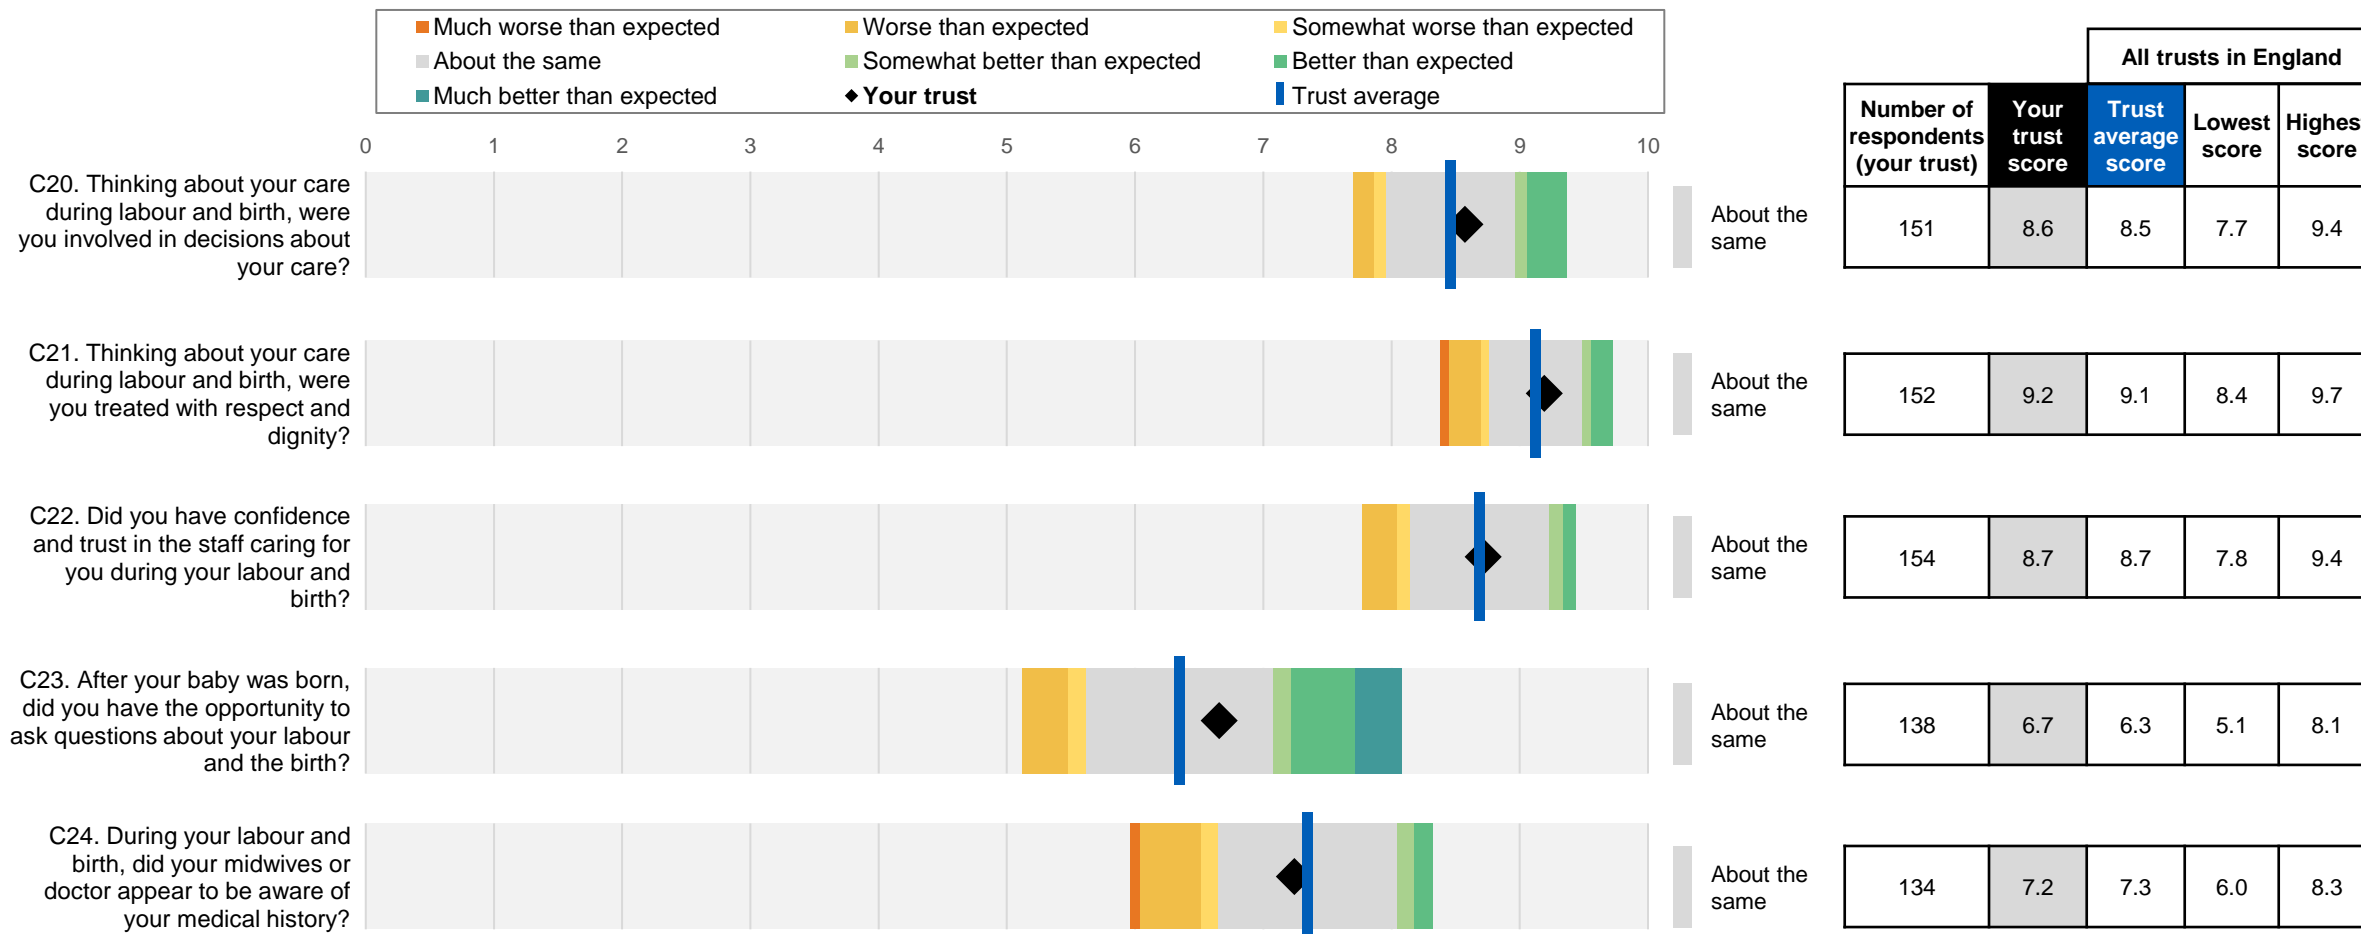 Much worse than expected
Worse than expected
Somewhat worse than expected
About the same
Somewhat better than expected
Better than expected
Much better than expected
Your trust
Trust average
All trusts in England
Number of
respondents
(your trust)
Your
trust
score
Trust
average
score
Lowest
score
Highes
score
0 1 2 3 4 5 6 7 8 9 10
C20. Thinking about your care
during labour and birth, were
you involved in decisions about
your care?
About the
same
151 8.6 8.5 7.7 9.4
C21. Thinking about your care
during labour and birth, were
you treated with respect and
dignity?
About the
same
152 9.2 9.1 8.4 9.7
C22. Did you have confidence
and trust in the staff caring for
you during your labour and
birth?
About the
same
154 8.7 8.7 7.8 9.4
C23. After your baby was born,
did you have the opportunity to
ask questions about your labour
and the birth?
About the
same
138 6.7 6.3 5.1 8.1
C24. During your labour and
birth, did your midwives or
doctor appear to be aware of
your medical history?
About the
same
134 7.2 7.3 6.0 8.3